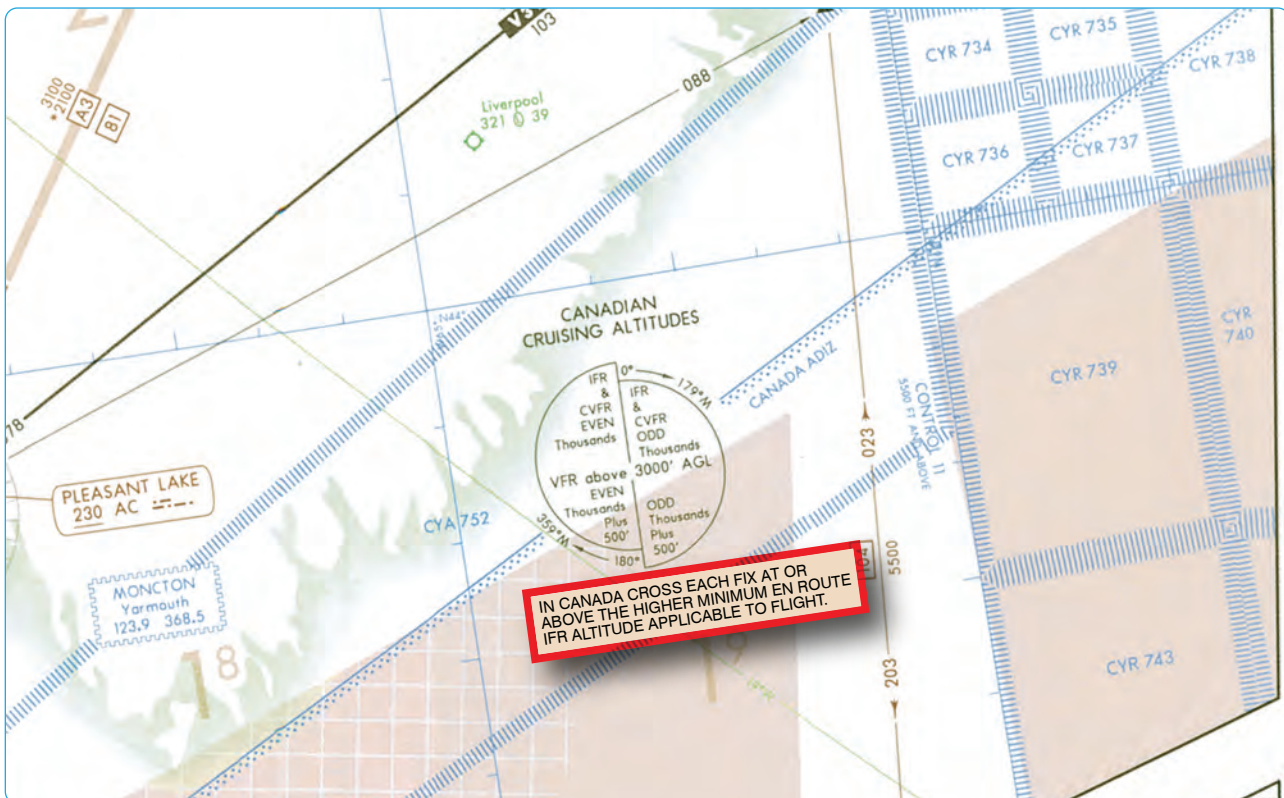 103
088
3100
*2100
A3
81
Liverpool
321 39
CYR 734
CYR 735
CYR 738
CYR 736
CYR 737
N44°
CANADIAN
CRUISING ALTITUDES
IFR
&
CVFR
EVEN
Thousands
0°
179°M
IFR
&
CVFR
ODD
Thousands
VFR above 3000' AGL
EVEN
Thousands
Plus
500'
ODD
Thousands
Plus
500'
359°M
180°
CANADA ADIZ
CONTROL 11
5500 FT AND ABOVE
CYR 739
CYR
740
023
5500
203
78
PLEASANT LAKE
230 AC
CYA 752
MONCTON
Yarmouth
123.9 368.5
18
IN CANADA CROSS EACH FIX AT OR
ABOVE THE HIGHER MINIMUM EN ROUTE
IFR ALTITUDE APPLICABLE TO FLIGHT.
CYR 743